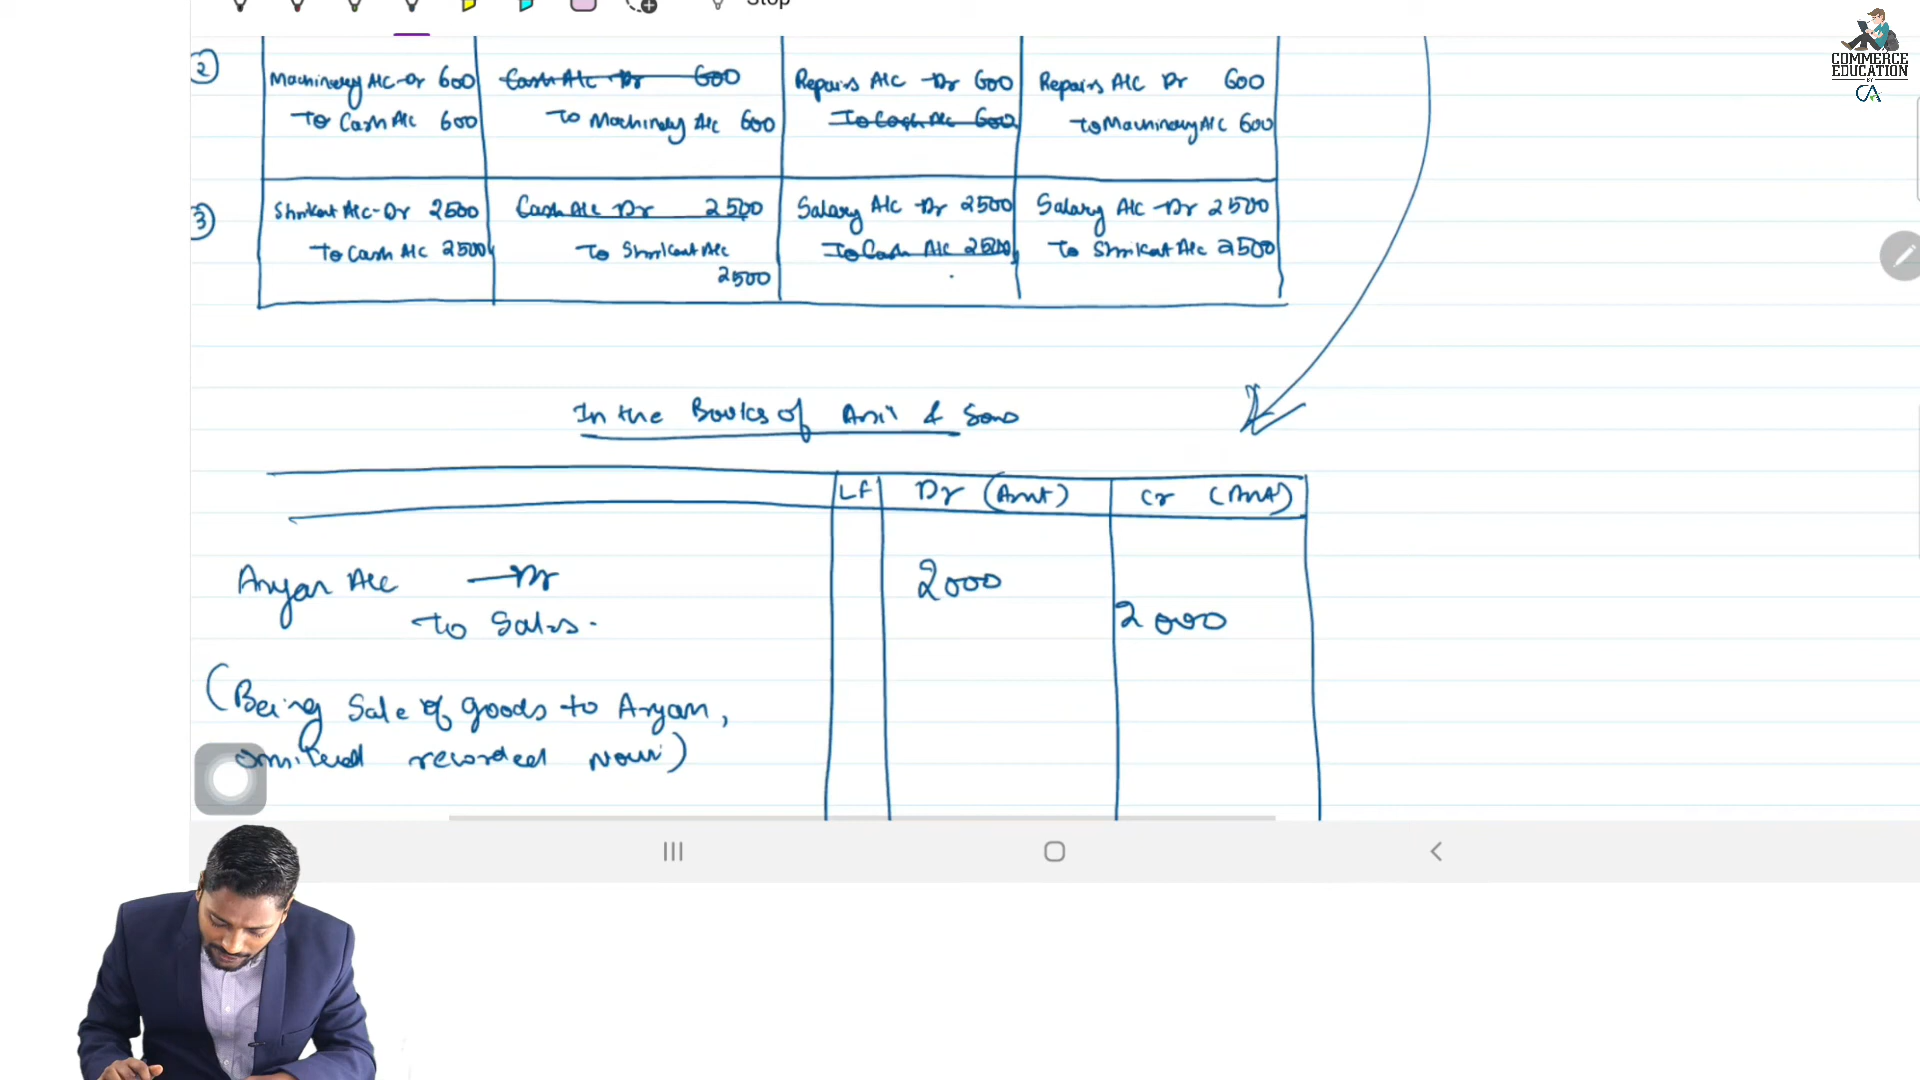 Stop
COMMERCE
EDUCATION
BY
CA
2
Machinery A/c - Dr 600
To Cash A/c 600
Cash A/c Dr 600
To Machinery A/c 600
Repairs A/c - Dr 600
To Cash A/c 600
Repairs A/c Dr 600
To Machinery A/c 600
3
Shrikant A/c - Dr 2500
To Cash A/c 2500
Cash A/c Dr 2500
To Shrikant A/c
2500
Salary A/c - Dr 2500
To Cash A/c 2500
Salary A/c - Dr 2500
To Shrikant A/c 2500
In the Books of & Sons
LF Dr (Amt) Cr (Amt)
Aryan A/c — Dr 2000
To Sales. 2000
(Being Sale of goods to Aryan,
omitted recorded Now)